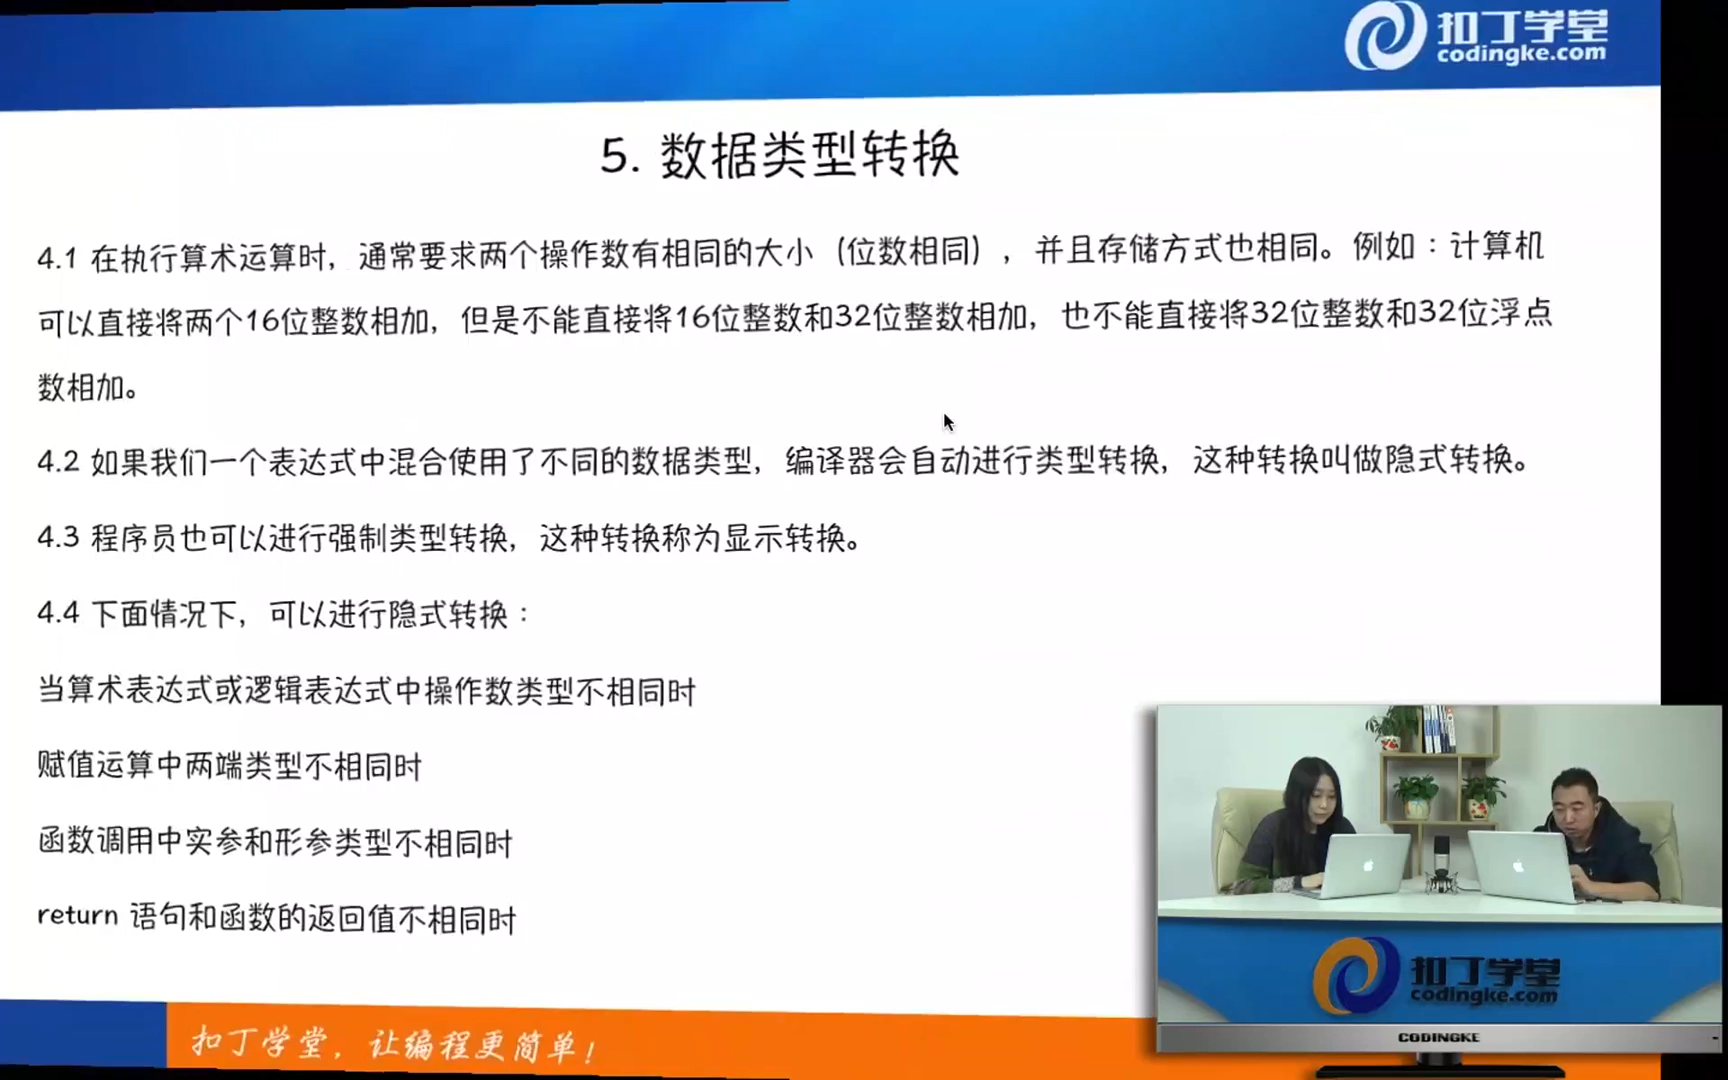 扣丁学堂
codingke.com
5. 数据类型转换
4.1 在执行算术运算时，通常要求两个操作数有相同的大小（位数相同），并且存储方式也相同。例如：计算机
可以直接将两个16位整数相加，但是不能直接将16位整数和32位整数相加，也不能直接将32位整数和32位浮点
数相加。
4.2 如果我们一个表达式中混合使用了不同的数据类型，编译器会自动进行类型转换，这种转换叫做隐式转换。
4.3 程序员也可以进行强制类型转换，这种转换称为显示转换。
4.4 下面情况下，可以进行隐式转换：
当算术表达式或逻辑表达式中操作数类型不相同时
赋值运算中两端类型不相同时
函数调用中实参和形参类型不相同时
return 语句和函数的返回值不相同时
扣丁学堂
codingke.com
CODINGKE
扣丁学堂，让编程更简单！